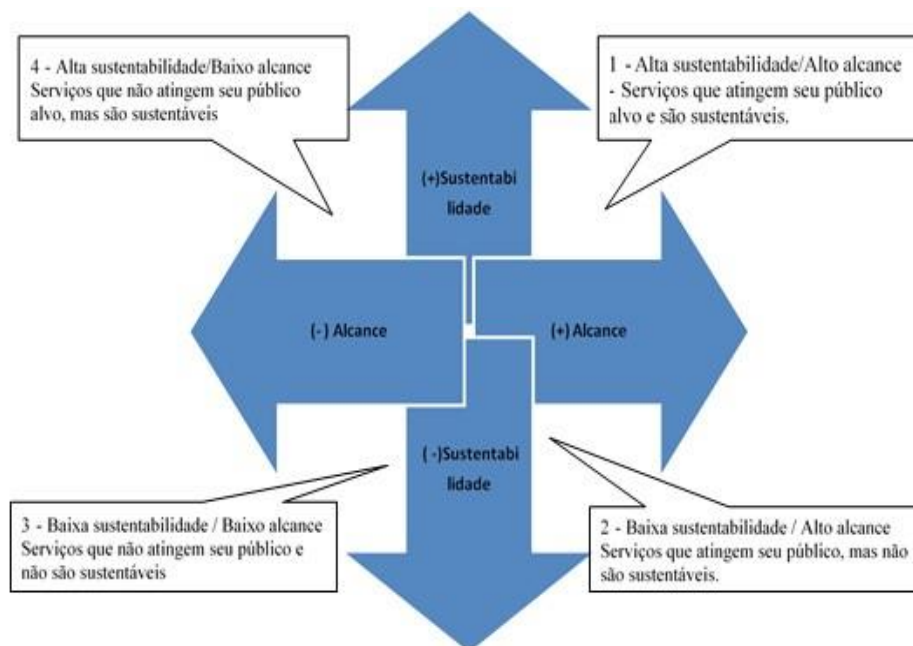 4 - Alta sustentabilidade/Baixo alcance
Serviços que não atingem seu público
alvo, mas são sustentáveis
1 - Alta sustentabilidade/Alto alcance
- Serviços que atingem seu público
alvo e são sustentáveis.
(+)Sustentabi
lidade
(-) Alcance
(+) Alcance
(-)Sustentabi
lidade
3 - Baixa sustentabilidade / Baixo alcance
Serviços que não atingem seu público e
não são sustentáveis
2 - Baixa sustentabilidade / Alto alcance
Serviços que atingem seu público, mas não
são sustentáveis.